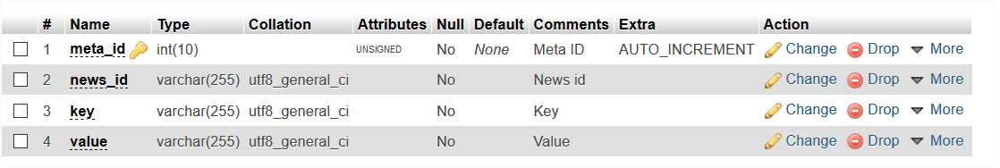 # Name Type Collation Attributes Null Default Comments Extra Action
1 meta_id int(10) UNSIGNED No None Meta ID AUTO_INCREMENT Change Drop More
2 news_id varchar(255) utf8_general_ci No News id Change Drop More
3 key varchar(255) utf8_general_ci No Key Change Drop More
4 value varchar(255) utf8_general_ci No Value Change Drop More